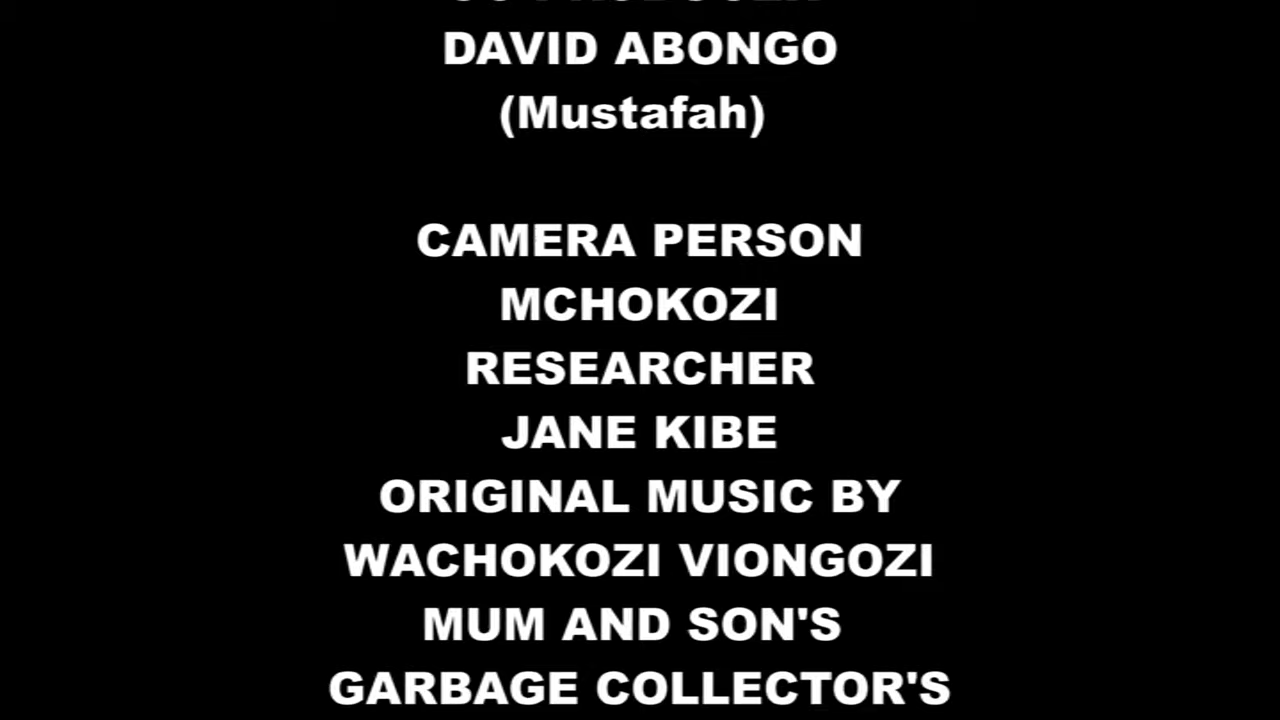 DAVID ABONGO
(Mustafah)
CAMERA PERSON
MCHOKOZI
RESEARCHER
JANE KIBE
ORIGINAL MUSIC BY
WACHOKOZI VIONGOZI
MUM AND SON'S
GARBAGE COLLECTOR'S